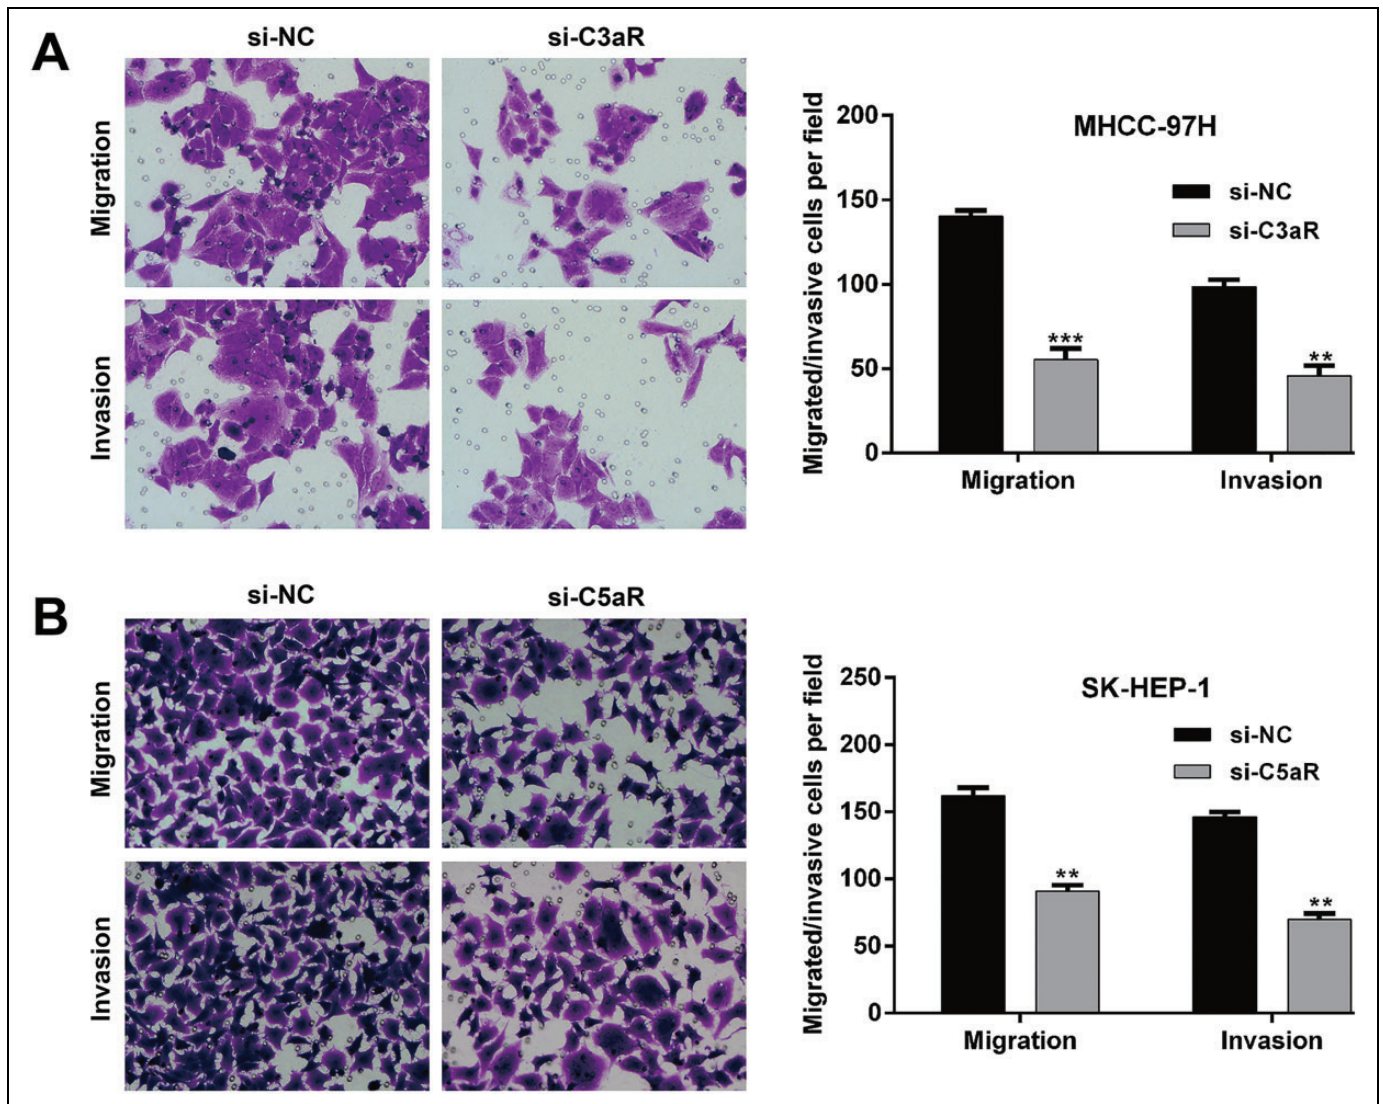 A
si-NC
si-C3aR
Migration
Invasion
Migrated/invasive cells per field
200
150
100
50
0
MHCC-97H
si-NC
si-C3aR
***
**
Migration
Invasion
B
si-NC
si-C5aR
Migration
Invasion
Migrated/invasive cells per field
250
200
150
100
50
0
SK-HEP-1
si-NC
si-C5aR
**
**
Migration
Invasion